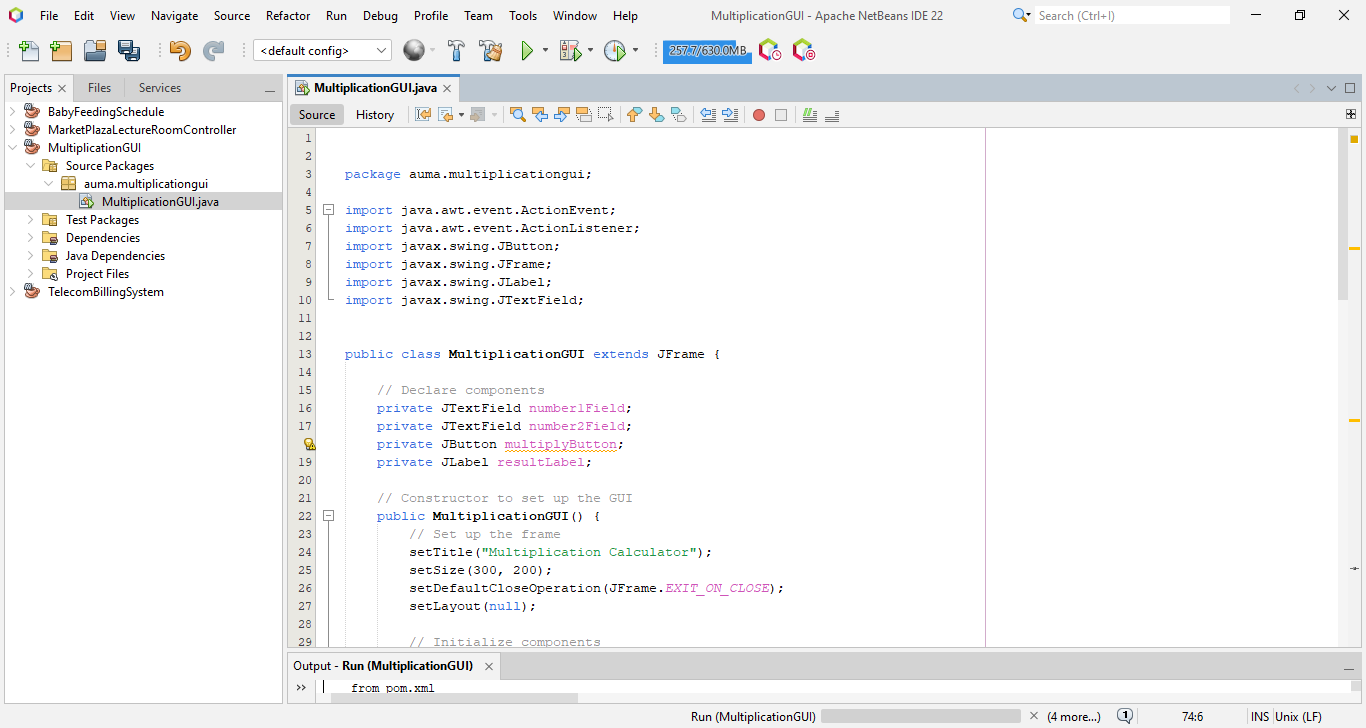 File Edit View Navigate Source Refactor Run Debug Profile Team Tools Window Help MultiplicationGUI - Apache NetBeans IDE 22 Search (Ctrl+I)
<default config> 257.7/630.0MB
Projects Files Services
BabyFeedingSchedule
MarketPlazaLectureRoomController
MultiplicationGUI
Source Packages
auma.multiplicationgui
MultiplicationGUI.java
Test Packages
Dependencies
Java Dependencies
Project Files
TelecomBillingSystem
MultiplicationGUI.java
Source History
1
2
3 package auma.multiplicationgui;
4
5 import java.awt.event.ActionEvent;
6 import java.awt.event.ActionListener;
7 import javax.swing.JButton;
8 import javax.swing.JFrame;
9 import javax.swing.JLabel;
10 import javax.swing.JTextField;
11
12
13 public class MultiplicationGUI extends JFrame {
14
15 // Declare components
16 private JTextField number1Field;
17 private JTextField number2Field;
private JButton multiplyButton;
19 private JLabel resultLabel;
20
21 // Constructor to set up the GUI
22 public MultiplicationGUI() {
23 // Set up the frame
24 setTitle("Multiplication Calculator");
25 setSize(300, 200);
26 setDefaultCloseOperation(JFrame.EXIT_ON_CLOSE);
27 setLayout(null);
28
29 // Initialize components
Output - Run (MultiplicationGUI)
from pom.xml
Run (MultiplicationGUI) (4 more...) 1 74:6 INS Unix (LF)